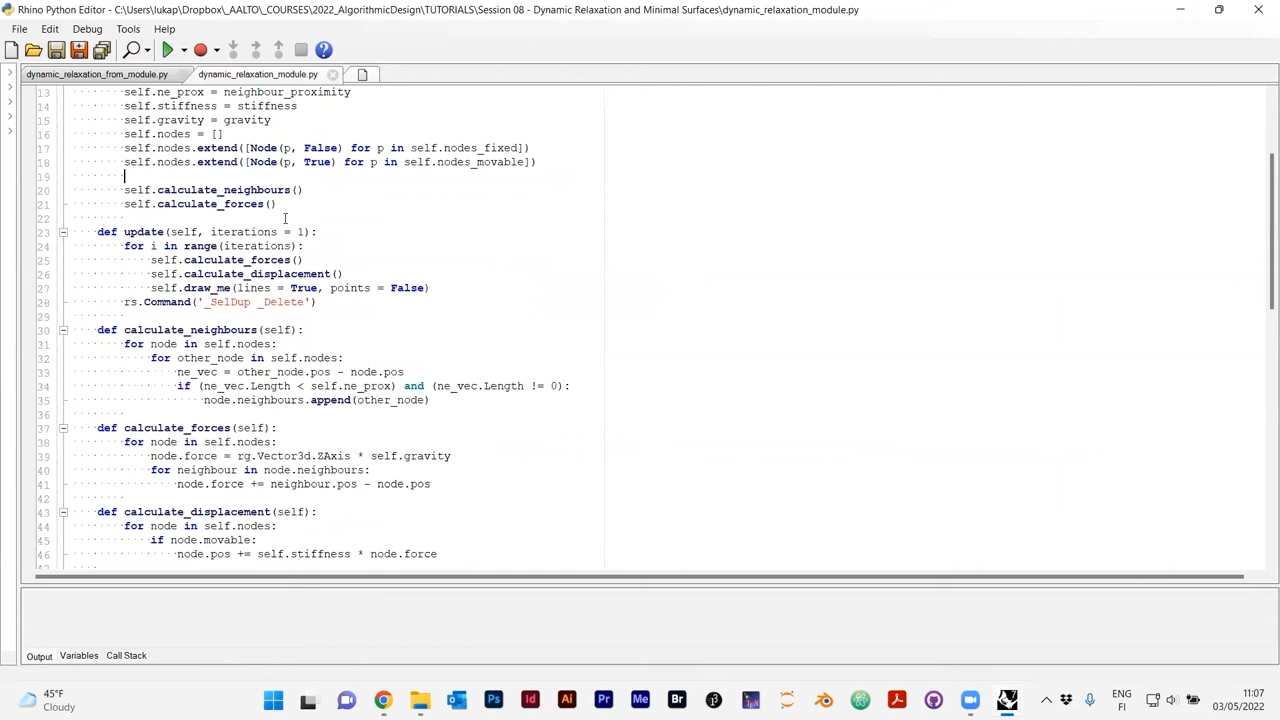 Rhino Python Editor - C:\Users\lukap\Dropbox\_AALTO\_COURSES\2022_AlgorithmicDesign\TUTORIALS\Session 08 - Dynamic Relaxation and Minimal Surfaces\dynamic_relaxation_module.py
File Edit Debug Tools Help
dynamic_relaxation_from_module.py dynamic_relaxation_module.py
13 self.ne_prox = neighbour_proximity
14 self.stiffness = stiffness
15 self.gravity = gravity
16 self.nodes = []
17 self.nodes.extend([Node(p, False) for p in self.nodes_fixed])
18 self.nodes.extend([Node(p, True) for p in self.nodes_movable])
19
20 self.calculate_neighbours()
21 self.calculate_forces()
22
23 def update(self, iterations = 1):
24 for i in range(iterations):
25 self.calculate_forces()
26 self.calculate_displacement()
27 self.draw_me(lines = True, points = False)
28 rs.Command('_SelDup _Delete')
29
30 def calculate_neighbours(self):
31 for node in self.nodes:
32 for other_node in self.nodes:
33 ne_vec = other_node.pos - node.pos
34 if (ne_vec.Length < self.ne_prox) and (ne_vec.Length != 0):
35 node.neighbours.append(other_node)
36
37 def calculate_forces(self):
38 for node in self.nodes:
39 node.force = rg.Vector3d.ZAxis * self.gravity
40 for neighbour in node.neighbours:
41 node.force += neighbour.pos - node.pos
42
43 def calculate_displacement(self):
44 for node in self.nodes:
45 if node.movable:
46 node.pos += self.stiffness * node.force
Output Variables Call Stack
45°F
Cloudy
Ps Id Ai Pr Me Br
ENG
FI
11:07
03/05/2022